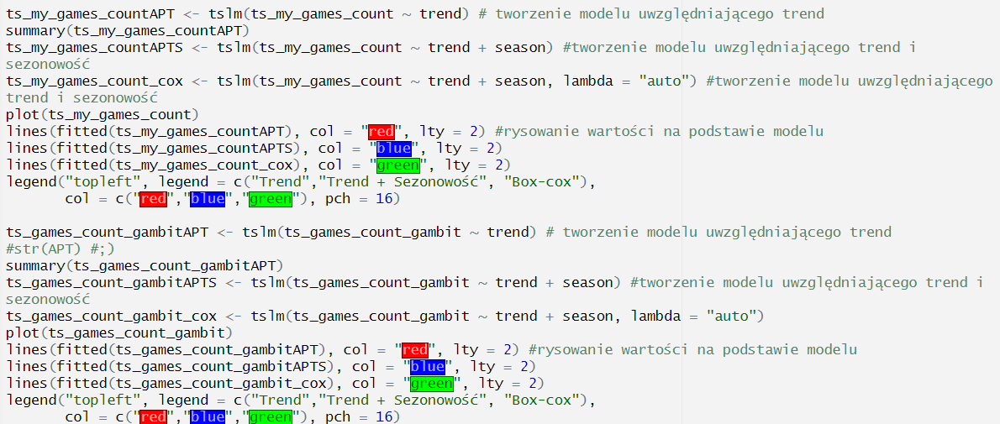 ts_my_games_countAPT <- tslm(ts_my_games_count ~ trend) # tworzenie modelu uwzględniającego trend
summary(ts_my_games_countAPT)
ts_my_games_countAPTS <- tslm(ts_my_games_count ~ trend + season) #tworzenie modelu uwzględniającego trend i
sezonowość
ts_my_games_count_cox <- tslm(ts_my_games_count ~ trend + season, lambda = "auto") #tworzenie modelu uwzględniającego
trend i sezonowość
plot(ts_my_games_count)
lines(fitted(ts_my_games_countAPT), col = "red", lty = 2) #rysowanie wartości na podstawie modelu
lines(fitted(ts_my_games_countAPTS), col = "blue", lty = 2)
lines(fitted(ts_my_games_count_cox), col = "green", lty = 2)
legend("topleft", legend = c("Trend","Trend + Sezonowość", "Box-cox"),
       col = c("red","blue","green"), pch = 16)

ts_games_count_gambitAPT <- tslm(ts_games_count_gambit ~ trend) # tworzenie modelu uwzględniającego trend
#str(APT) #;)
summary(ts_games_count_gambitAPT)
ts_games_count_gambitAPTS <- tslm(ts_games_count_gambit ~ trend + season) #tworzenie modelu uwzględniającego trend i
sezonowość
ts_games_count_gambit_cox <- tslm(ts_games_count_gambit ~ trend + season, lambda = "auto")
plot(ts_games_count_gambit)
lines(fitted(ts_games_count_gambitAPT), col = "red", lty = 2) #rysowanie wartości na podstawie modelu
lines(fitted(ts_games_count_gambitAPTS), col = "blue", lty = 2)
lines(fitted(ts_games_count_gambit_cox), col = "green", lty = 2)
legend("topleft", legend = c("Trend","Trend + Sezonowość", "Box-cox"),
       col = c("red","blue","green"), pch = 16)